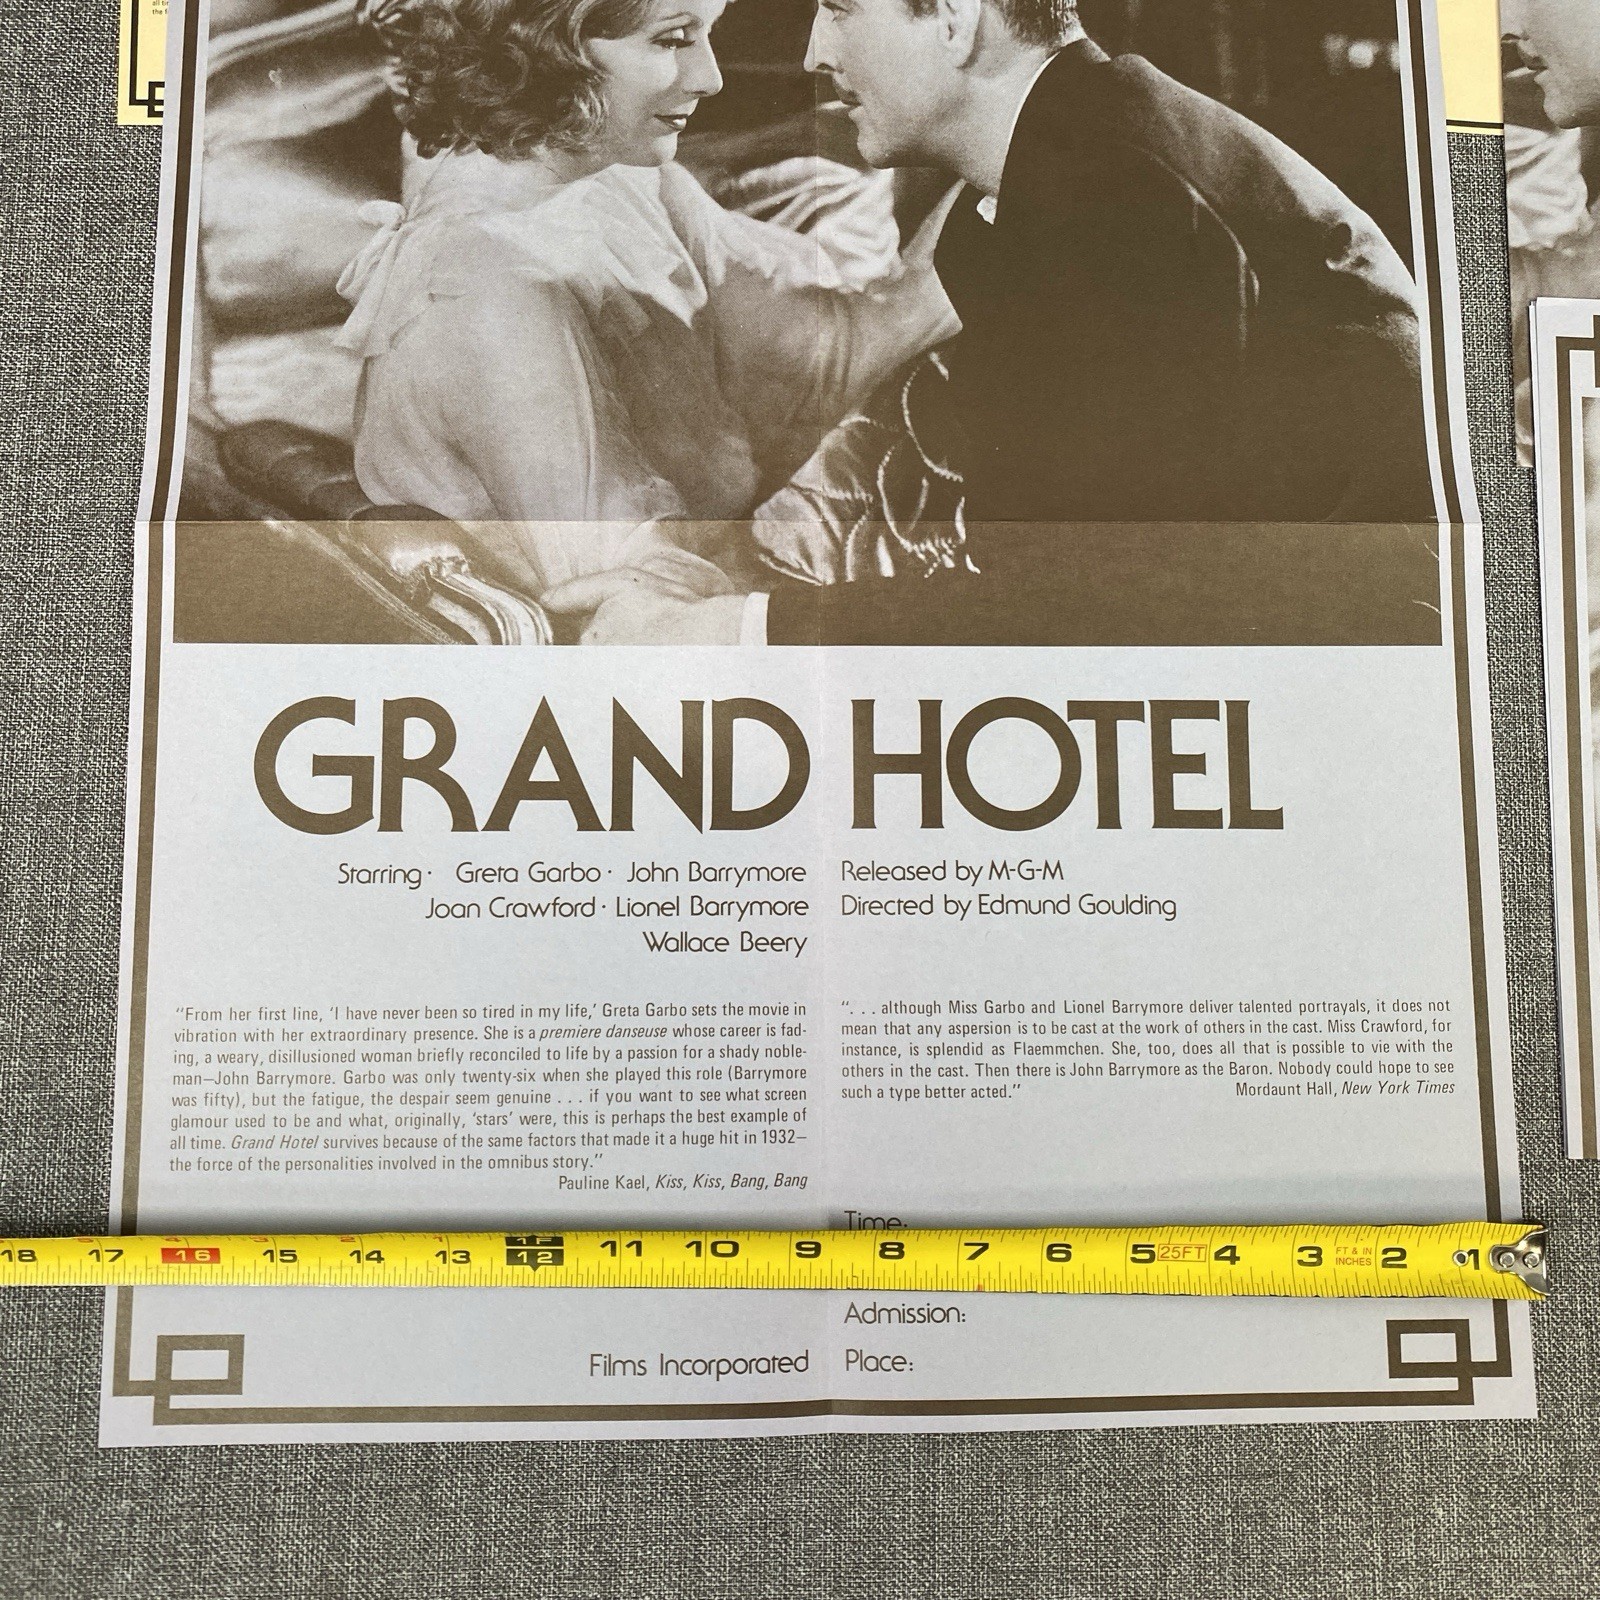 all ti
the f
GRAND HOTEL
Starring · Greta Garbo · John Barrymore
Joan Crawford · Lionel Barrymore
Wallace Beery
Released by M-G-M
Directed by Edmund Goulding
"From her first line, 'I have never been so tired in my life,' Greta Garbo sets the movie in
vibration with her extraordinary presence. She is a premiere danseuse whose career is fad-
ing, a weary, disillusioned woman briefly reconciled to life by a passion for a shady noble-
man—John Barrymore. Garbo was only twenty-six when she played this role (Barrymore
was fifty), but the fatigue, the despair seem genuine . . . if you want to see what screen
glamour used to be and what, originally, 'stars' were, this is perhaps the best example of
all time. Grand Hotel survives because of the same factors that made it a huge hit in 1932—
the force of the personalities involved in the omnibus story."
Pauline Kael, Kiss, Kiss, Bang, Bang
". . . although Miss Garbo and Lionel Barrymore deliver talented portrayals, it does not
mean that any aspersion is to be cast at the work of others in the cast. Miss Crawford, for
instance, is splendid as Flaemmchen. She, too, does all that is possible to vie with the
others in the cast. Then there is John Barrymore as the Baron. Nobody could hope to see
such a type better acted." Mordaunt Hall, New York Times
Time:
18 17 16 15 14 13 1F 12 11 10 9 8 7 6 5 25FT 4 3 FT & IN INCHES 2 1
Admission:
Films Incorporated
Place: